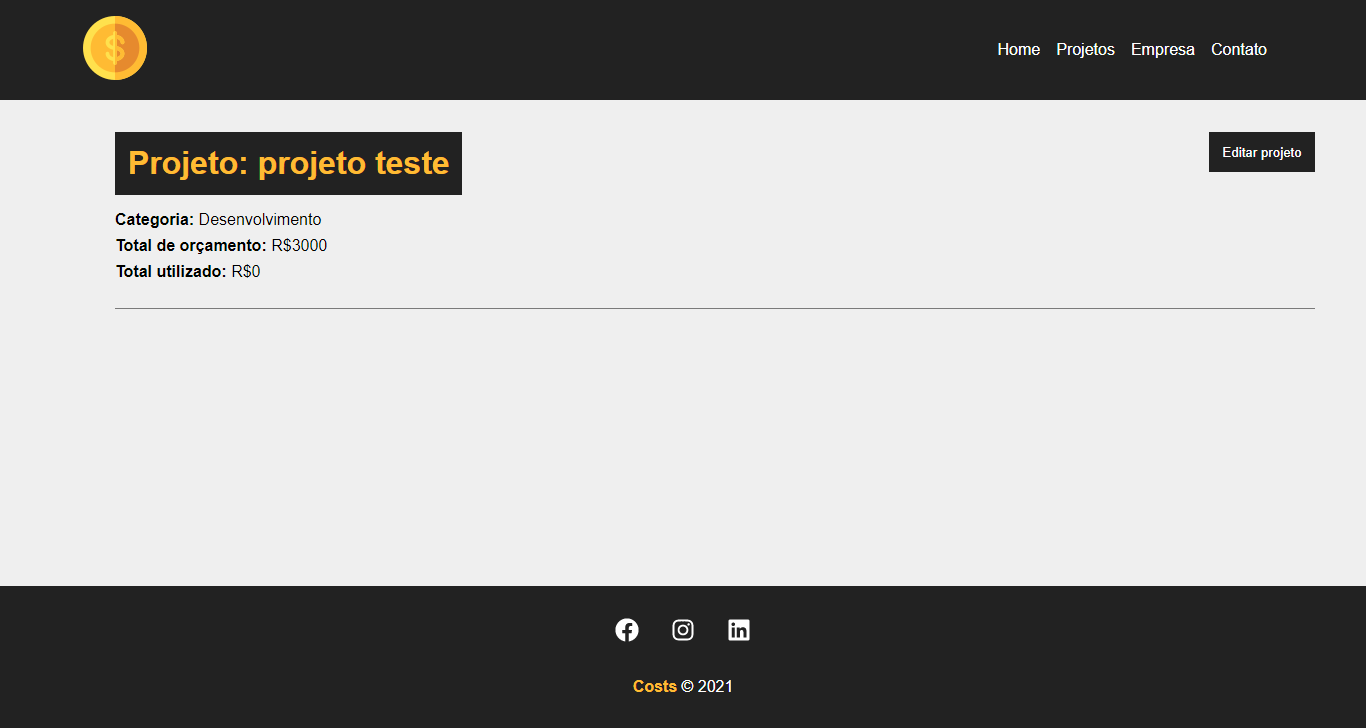 $
Home Projetos Empresa Contato
Projeto: projeto teste
Editar projeto
Categoria: Desenvolvimento
Total de orçamento: R$3000
Total utilizado: R$0
Costs © 2021